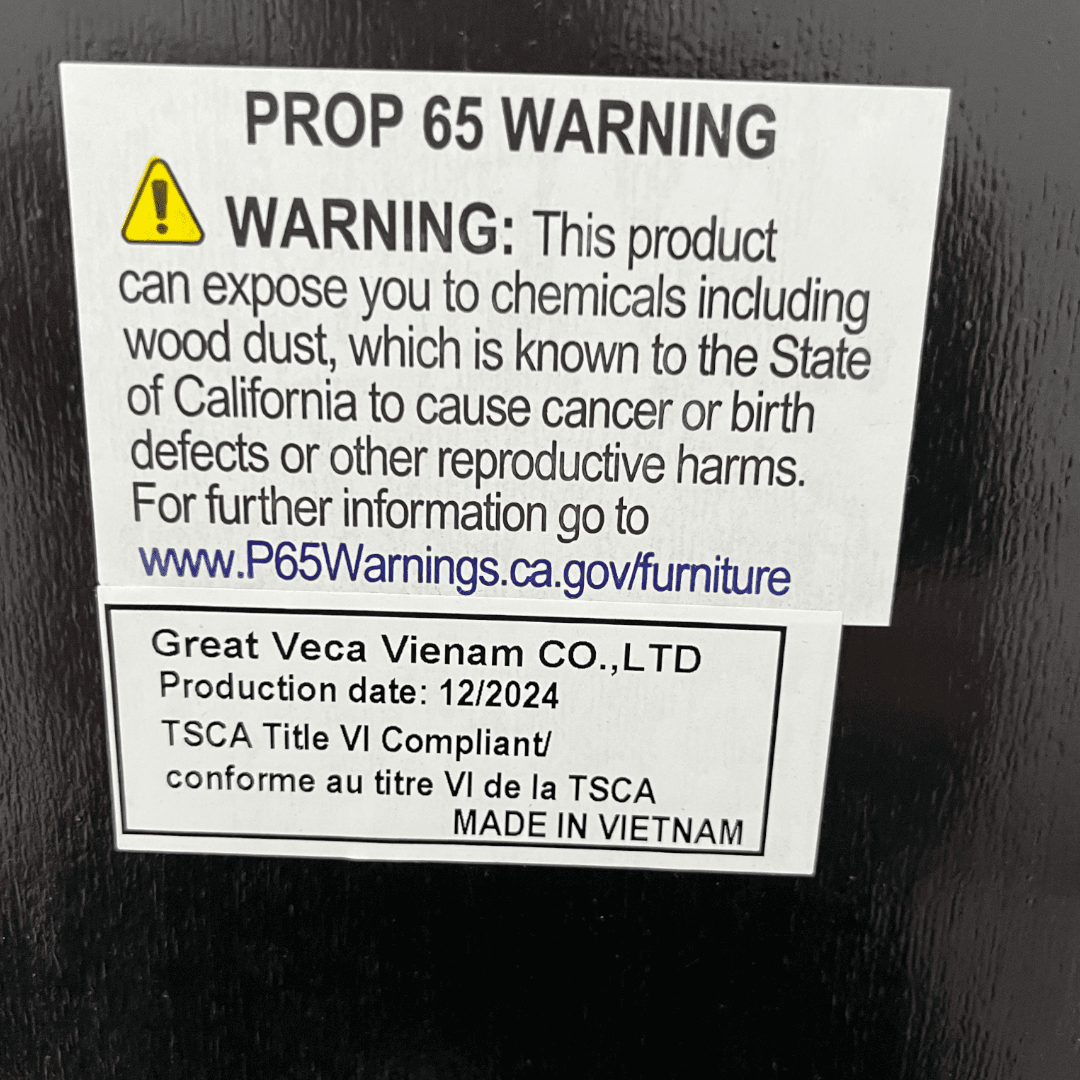 PROP 65 WARNING
WARNING: This product
can expose you to chemicals including
wood dust, which is known to the State
of California to cause cancer or birth
defects or other reproductive harms.
For further information go to
www.P65Warnings.ca.gov/furniture
Great Veca Vienam CO.,LTD
Production date: 12/2024
TSCA Title VI Compliant/
conforme au titre VI de la TSCA
MADE IN VIETNAM